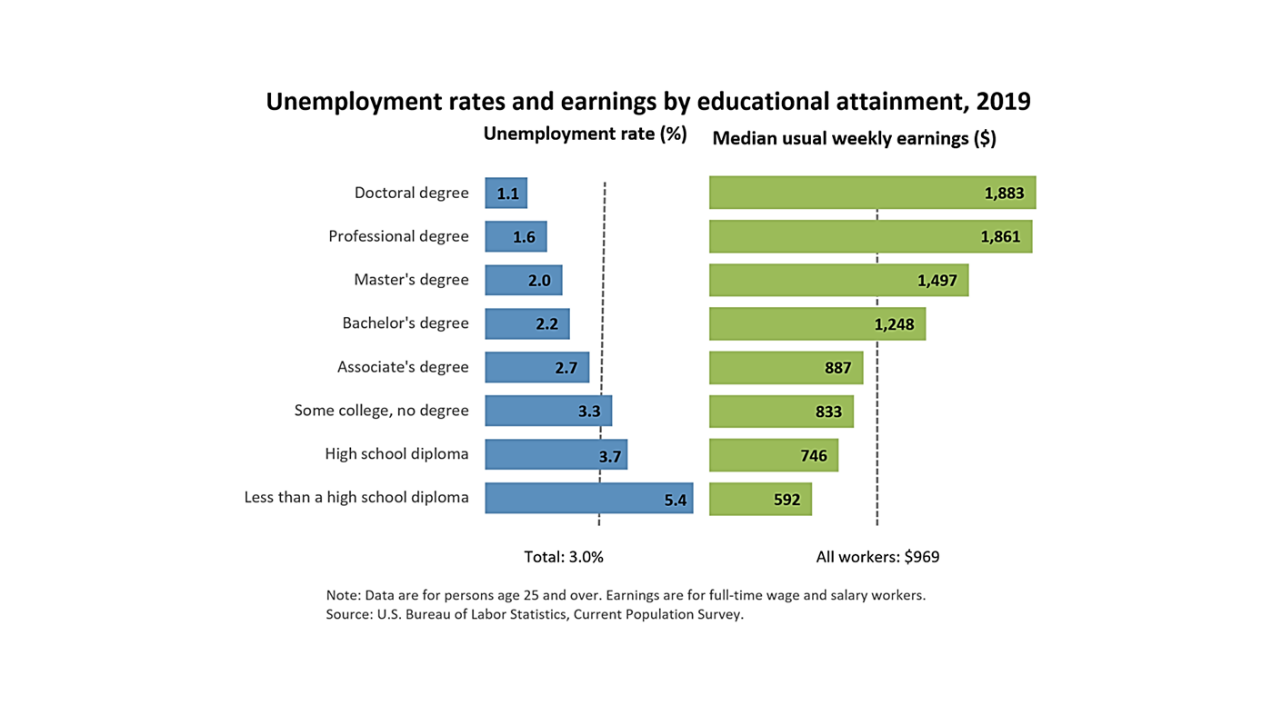 Unemployment rates and earnings by educational attainment, 2019
Unemployment rate (%) Median usual weekly earnings ($)
Doctoral degree 1.1 1,883
Professional degree 1.6 1,861
Master's degree 2.0 1,497
Bachelor's degree 2.2 1,248
Associate's degree 2.7 887
Some college, no degree 3.3 833
High school diploma 3.7 746
Less than a high school diploma 5.4 592
Total: 3.0% All workers: $969
Note: Data are for persons age 25 and over. Earnings are for full-time wage and salary workers.
Source: U.S. Bureau of Labor Statistics, Current Population Survey.